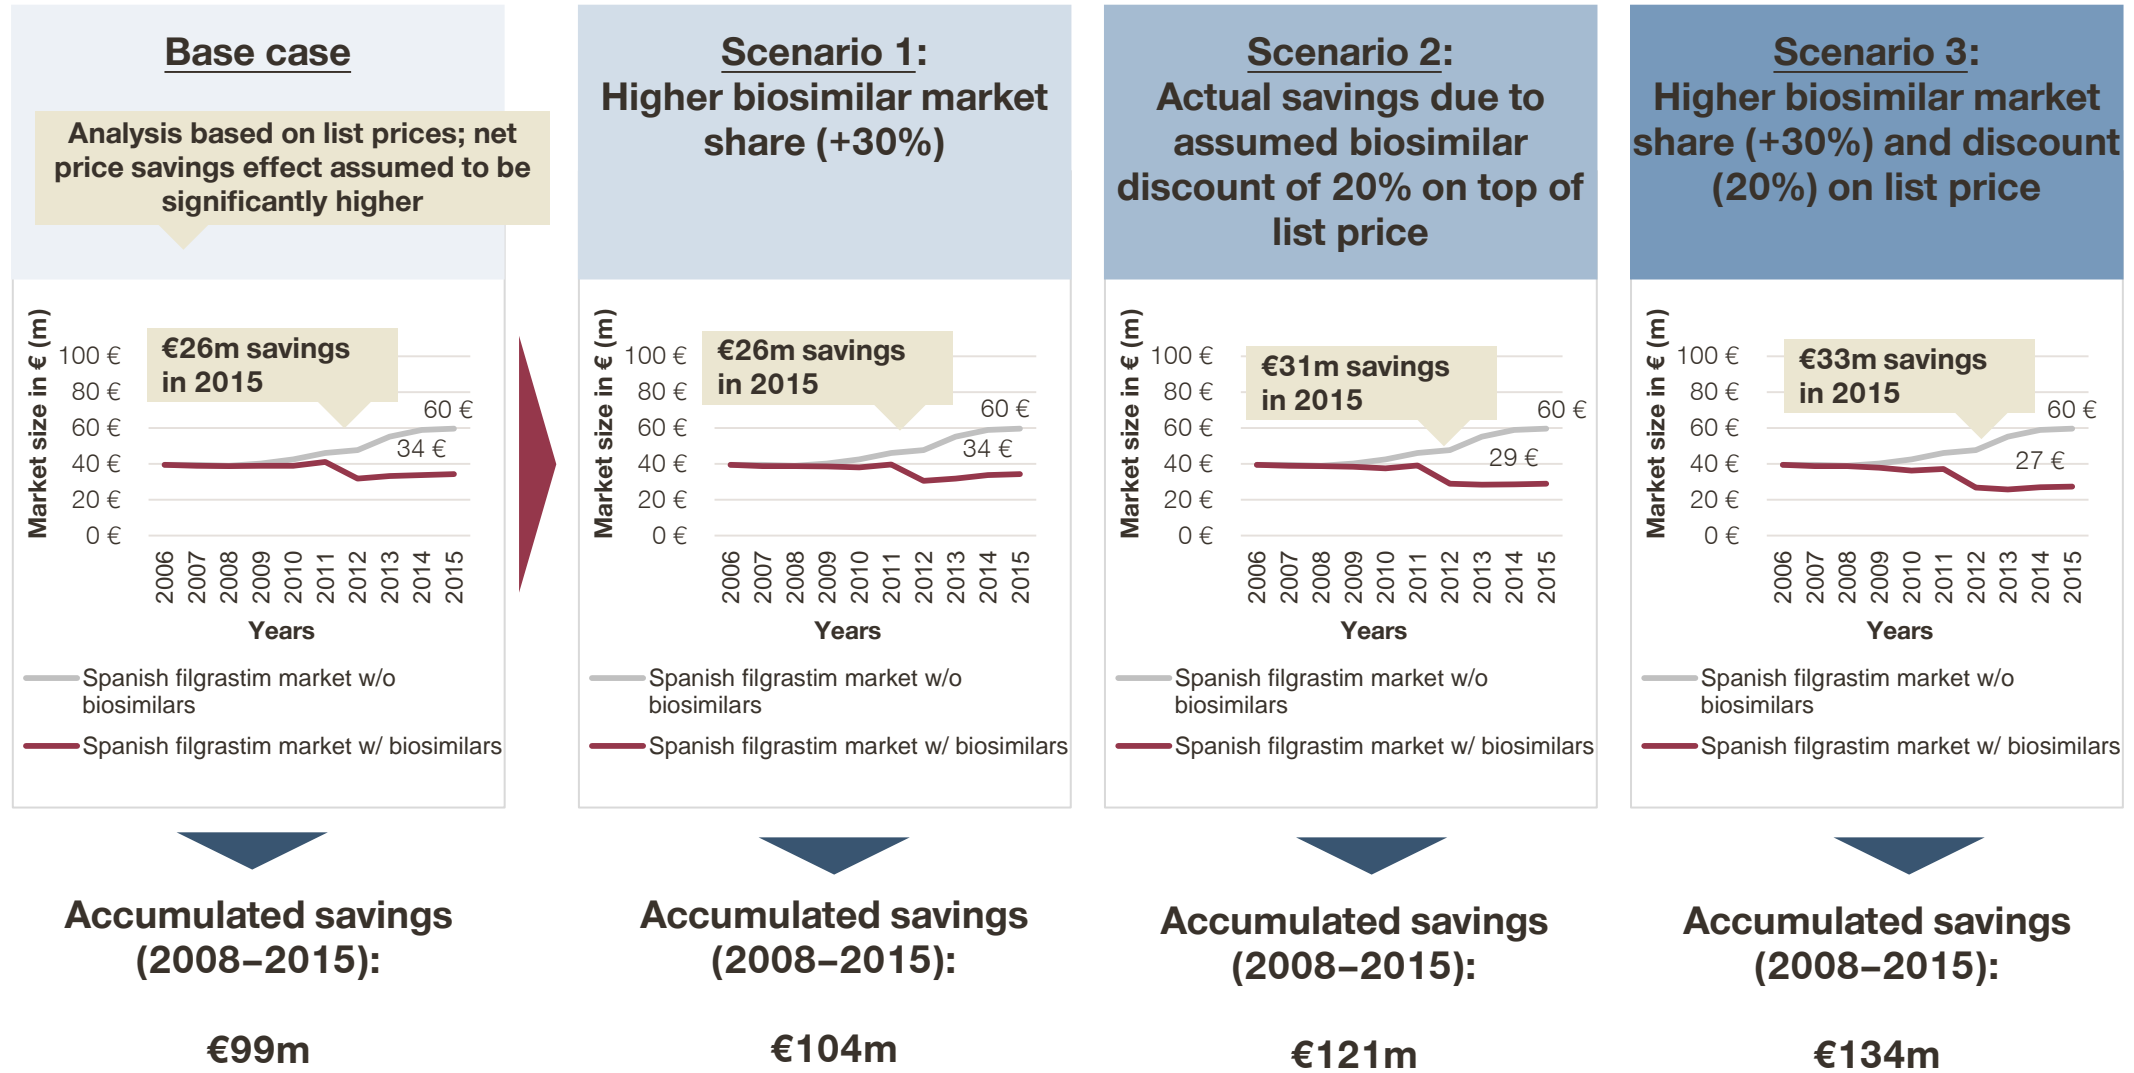 Base case
Analysis based on list prices; net
price savings effect assumed to be
significantly higher
Market size in € (m)
100 €
80 €
60 €
40 €
20 €
0 €
€26m savings
in 2015
60 €
34 €
2006
2007
2008
2009
2010
2011
2012
2013
2014
2015
Years
Spanish filgrastim market w/o
biosimilars
Spanish filgrastim market w/ biosimilars
Accumulated savings
(2008–2015):
€99m
Scenario 1:
Higher biosimilar market
share (+30%)
Market size in € (m)
100 €
80 €
60 €
40 €
20 €
0 €
€26m savings
in 2015
60 €
34 €
2006
2007
2008
2009
2010
2011
2012
2013
2014
2015
Years
Spanish filgrastim market w/o
biosimilars
Spanish filgrastim market w/ biosimilars
Accumulated savings
(2008–2015):
€104m
Scenario 2:
Actual savings due to
assumed biosimilar
discount of 20% on top of
list price
Market size in € (m)
100 €
80 €
60 €
40 €
20 €
0 €
€31m savings
in 2015
60 €
29 €
2006
2007
2008
2009
2010
2011
2012
2013
2014
2015
Years
Spanish filgrastim market w/o
biosimilars
Spanish filgrastim market w/ biosimilars
Accumulated savings
(2008–2015):
€121m
Scenario 3:
Higher biosimilar market
share (+30%) and discount
(20%) on list price
Market size in € (m)
100 €
80 €
60 €
40 €
20 €
0 €
€33m savings
in 2015
60 €
27 €
2006
2007
2008
2009
2010
2011
2012
2013
2014
2015
Years
Spanish filgrastim market w/o
biosimilars
Spanish filgrastim market w/ biosimilars
Accumulated savings
(2008–2015):
€134m